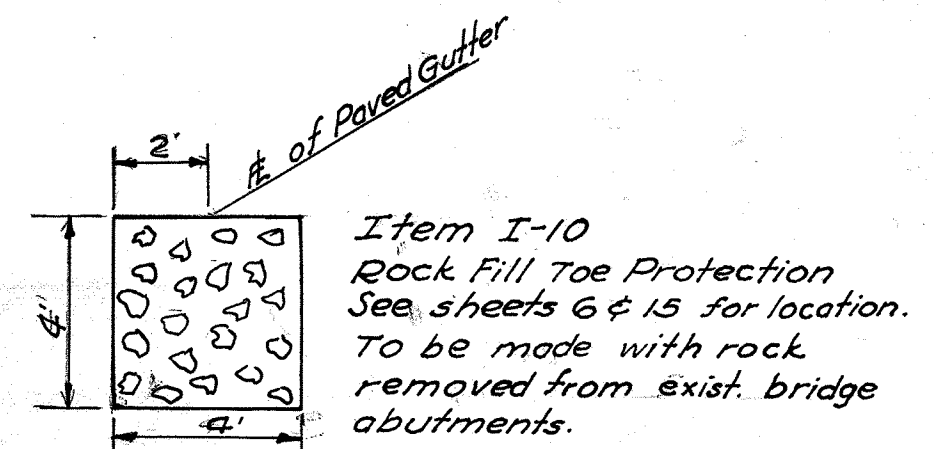 ℄ of Paved Gutter
2'
4"
4'
Item I-10
Rock Fill Toe Protection
See sheets 6 & 15 for location.
To be made with rock
removed from exist. bridge
abutments.